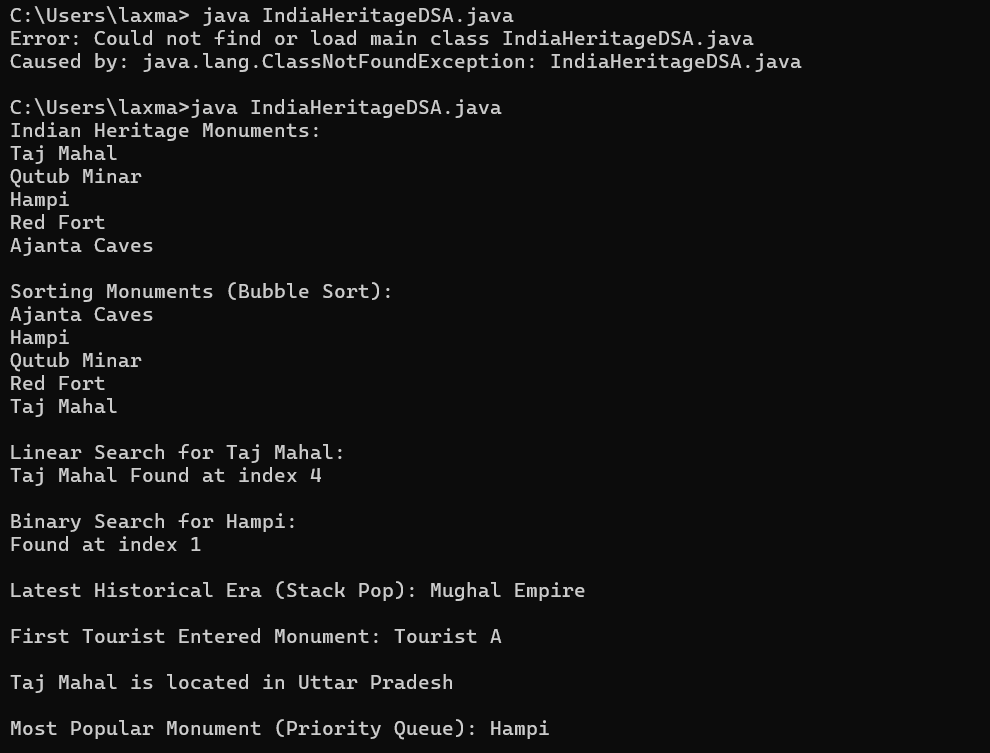 C:\Users\laxma> java IndiaHeritageDSA.java
Error: Could not find or load main class IndiaHeritageDSA.java
Caused by: java.lang.ClassNotFoundException: IndiaHeritageDSA.java
C:\Users\laxma>java IndiaHeritageDSA.java
Indian Heritage Monuments:
Taj Mahal
Qutub Minar
Hampi
Red Fort
Ajanta Caves
Sorting Monuments (Bubble Sort):
Ajanta Caves
Hampi
Qutub Minar
Red Fort
Taj Mahal
Linear Search for Taj Mahal:
Taj Mahal Found at index 4
Binary Search for Hampi:
Found at index 1
Latest Historical Era (Stack Pop): Mughal Empire
First Tourist Entered Monument: Tourist A
Taj Mahal is located in Uttar Pradesh
Most Popular Monument (Priority Queue): Hampi